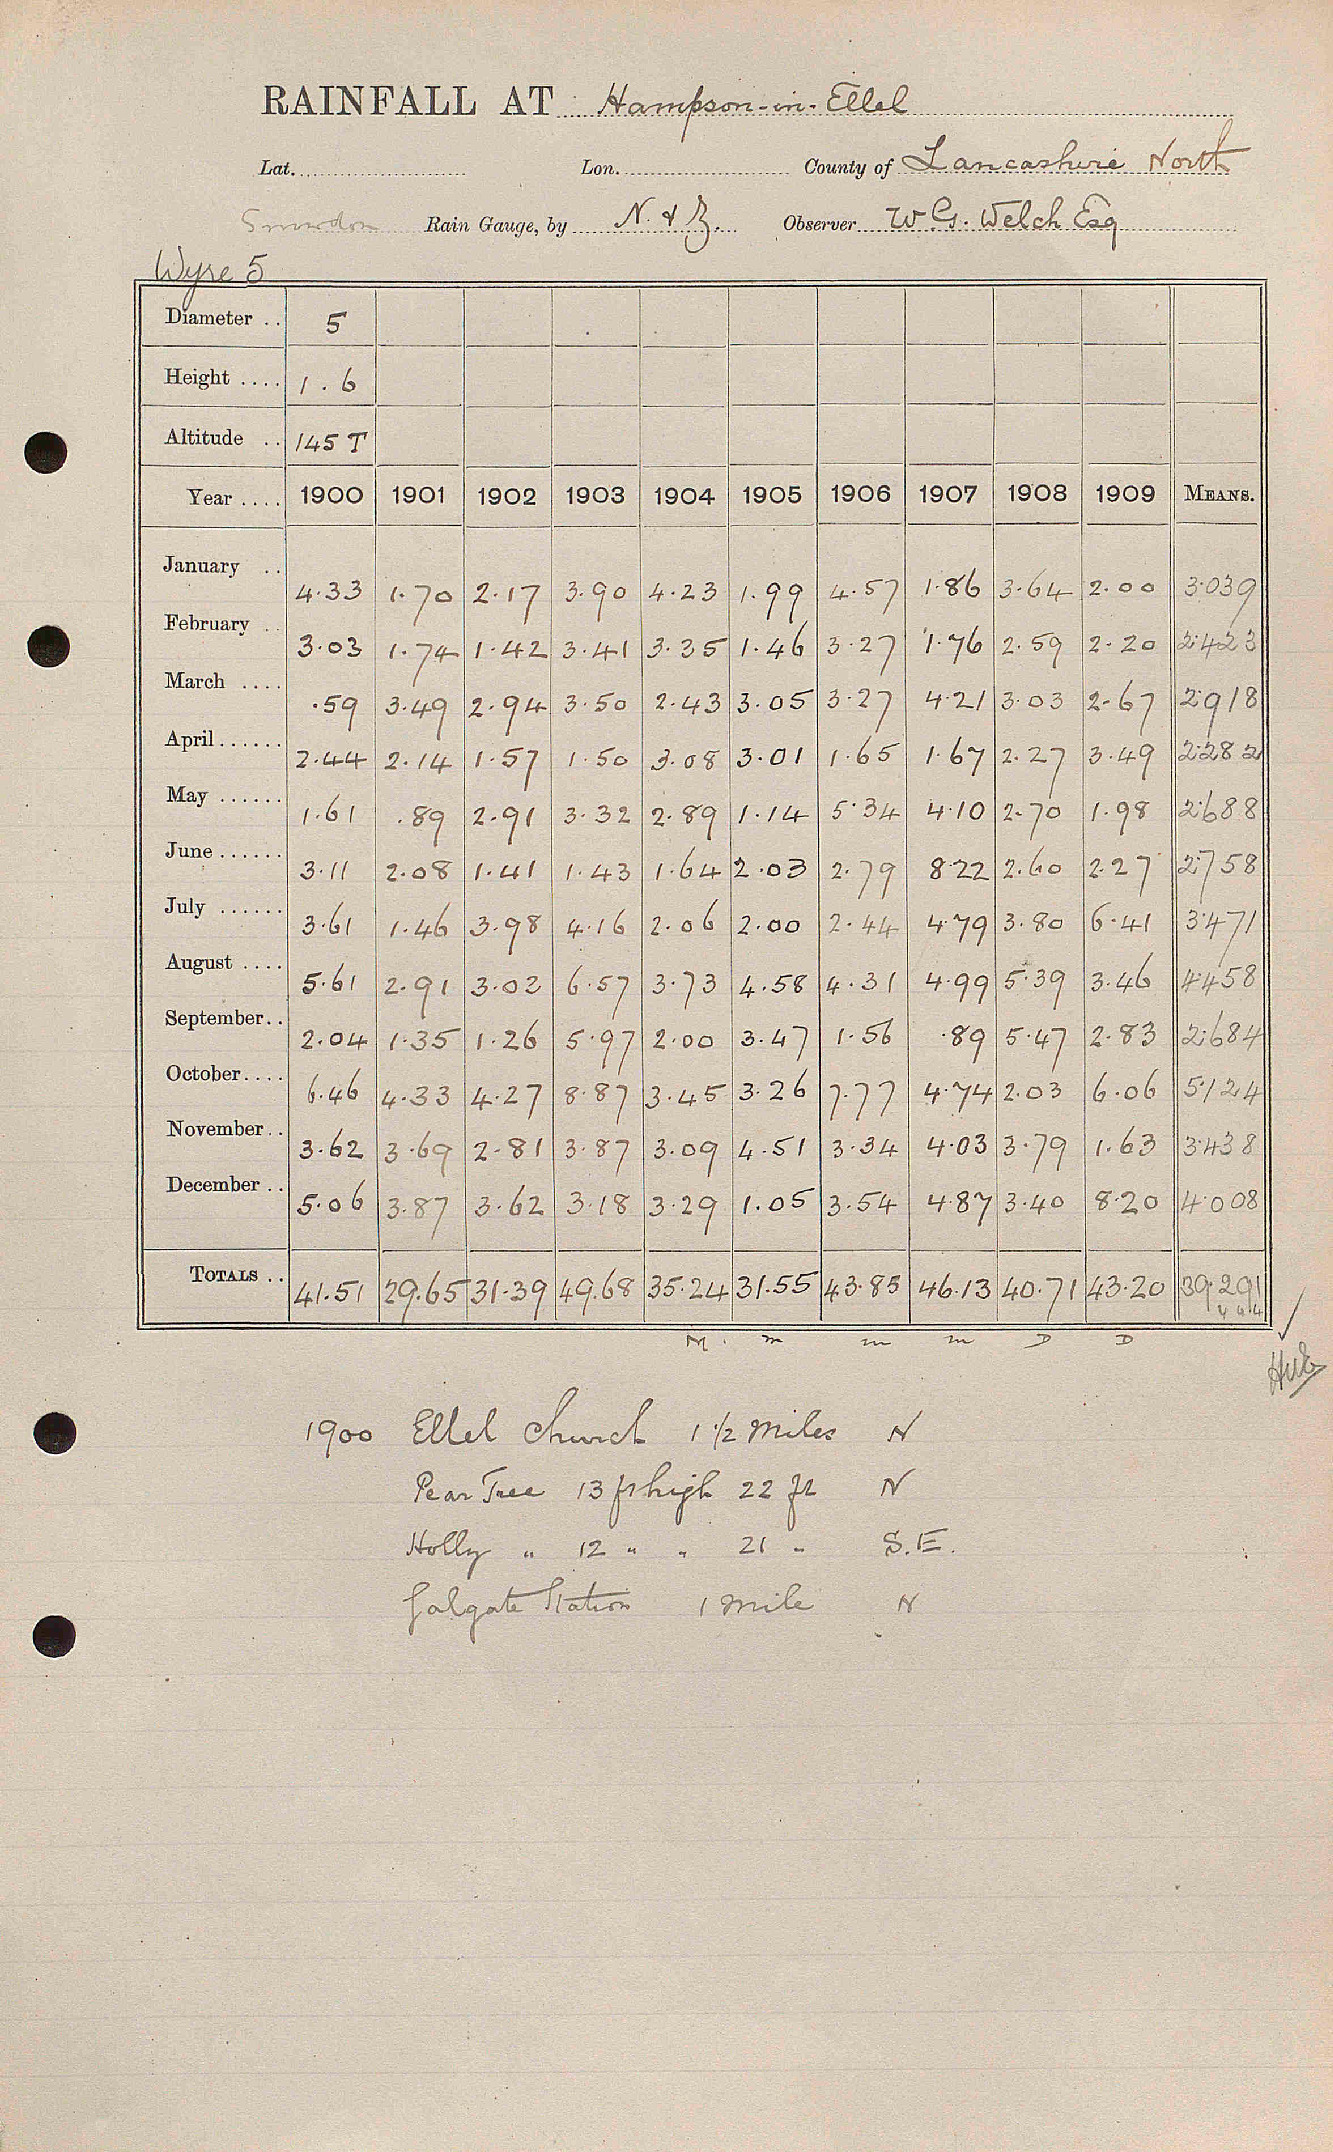 RAINFALL AT Hampson-in-Ellel
Lat. Lon. County of Lancashire North
Snowdon Rain Gauge, by N. & Z. Observer W. G. Welch Esq
Wyre 5
Diameter .. 5
Height .... 1.6
Altitude .. 145 T
Year .... 1900 1901 1902 1903 1904 1905 1906 1907 1908 1909 MEANS.
January .. 4.33 1.70 2.17 3.90 4.23 1.99 4.57 1.86 3.64 2.00 3.039
February .. 3.03 1.74 1.42 3.41 3.35 1.46 3.27 1.76 2.59 2.20 2.423
March .... .59 3.49 2.94 3.50 2.43 3.05 3.27 4.21 3.03 2.67 2.918
April...... 2.44 2.14 1.57 1.50 3.08 3.01 1.65 1.67 2.27 3.49 2.282
May ...... 1.61 .89 2.91 3.32 2.89 1.14 5.34 4.10 2.70 1.98 2.688
June...... 3.11 2.08 1.41 1.43 1.64 2.03 2.79 8.22 2.60 2.27 2.758
July ...... 3.61 1.46 3.98 4.16 2.06 2.00 2.44 4.79 3.80 6.41 3.471
August .... 5.61 2.91 3.03 6.57 3.73 4.58 4.31 4.99 5.39 3.46 4.458
September.. 2.04 1.35 1.26 5.97 2.00 3.47 1.56 .89 5.47 2.83 2.684
October.... 6.46 4.33 4.27 8.87 3.45 3.26 7.77 4.74 2.03 6.06 5.124
November.. 3.62 3.69 2.81 3.87 3.09 4.51 3.34 4.03 3.79 1.63 3.438
December .. 5.06 3.87 3.62 3.18 3.29 1.05 3.54 4.87 3.40 8.20 4.008
TOTALS .. 41.51 29.65 31.39 49.68 35.24 31.55 43.85 46.13 40.71 43.20 39.291
M. m m m D D
1900 Ellel Church 1 1/2 miles N
Pear Tree 13 ft high 22 ft N
Holly " 12 " " 21 " S.E.
Galgate Station 1 mile N